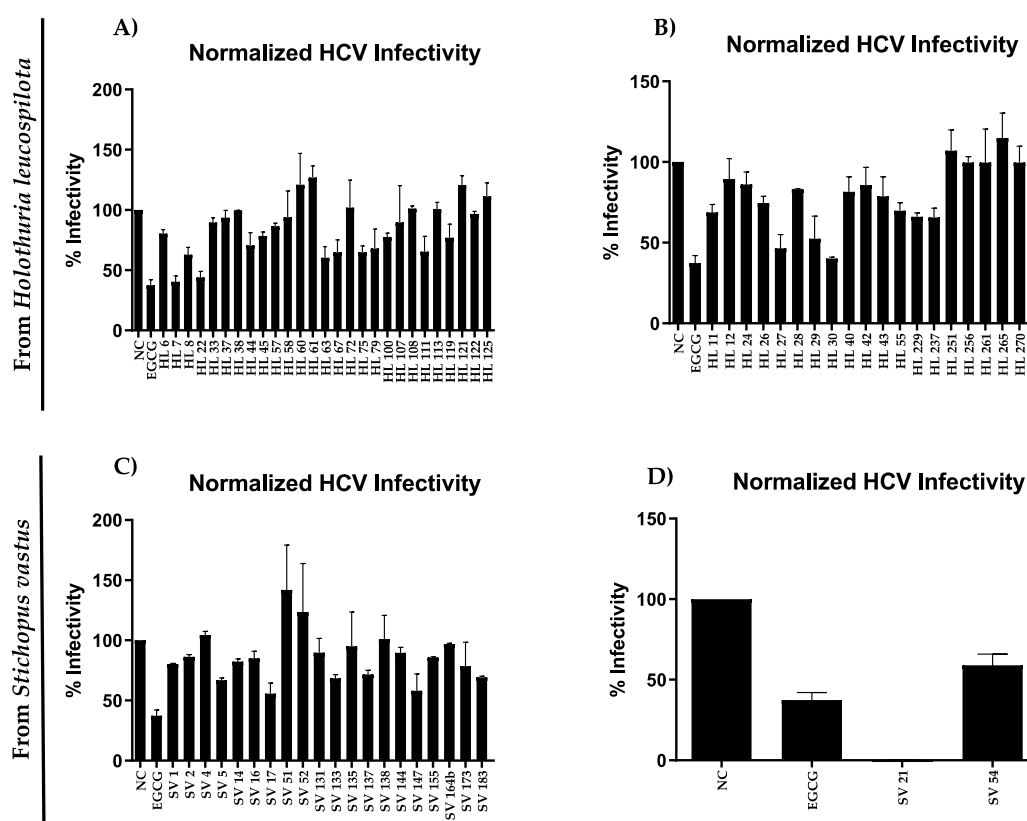 From Holothuria leucospilota
A)
Normalized HCV Infectivity
% Infectivity
200
150
100
50
0
NC
EGCG
HL 6
HL 7
HL 8
HL 22
HL 33
HL 37
HL 38
HL 44
HL 45
HL 57
HL 58
HL 60
HL 61
HL 63
HL 67
HL 72
HL 75
HL 79
HL 100
HL 107
HL 108
HL 111
HL 113
HL 119
HL 121
HL 122
HL 125
B)
Normalized HCV Infectivity
% Infectivity
150
100
50
0
NC
EGCG
HL 11
HL 12
HL 24
HL 26
HL 27
HL 28
HL 29
HL 30
HL 40
HL 42
HL 43
HL 55
HL 229
HL 237
HL 251
HL 256
HL 261
HL 265
HL 270
From Stichopus vastus
C)
Normalized HCV Infectivity
% Infectivity
200
150
100
50
0
NC
EGCG
SV 1
SV 2
SV 4
SV 5
SV 14
SV 16
SV 17
SV 51
SV 52
SV 131
SV 133
SV 135
SV 137
SV 138
SV 144
SV 147
SV 155
SV 164b
SV 173
SV 183
D)
Normalized HCV Infectivity
% Infectivity
150
100
50
0
NC
EGCG
SV 21
SV 54